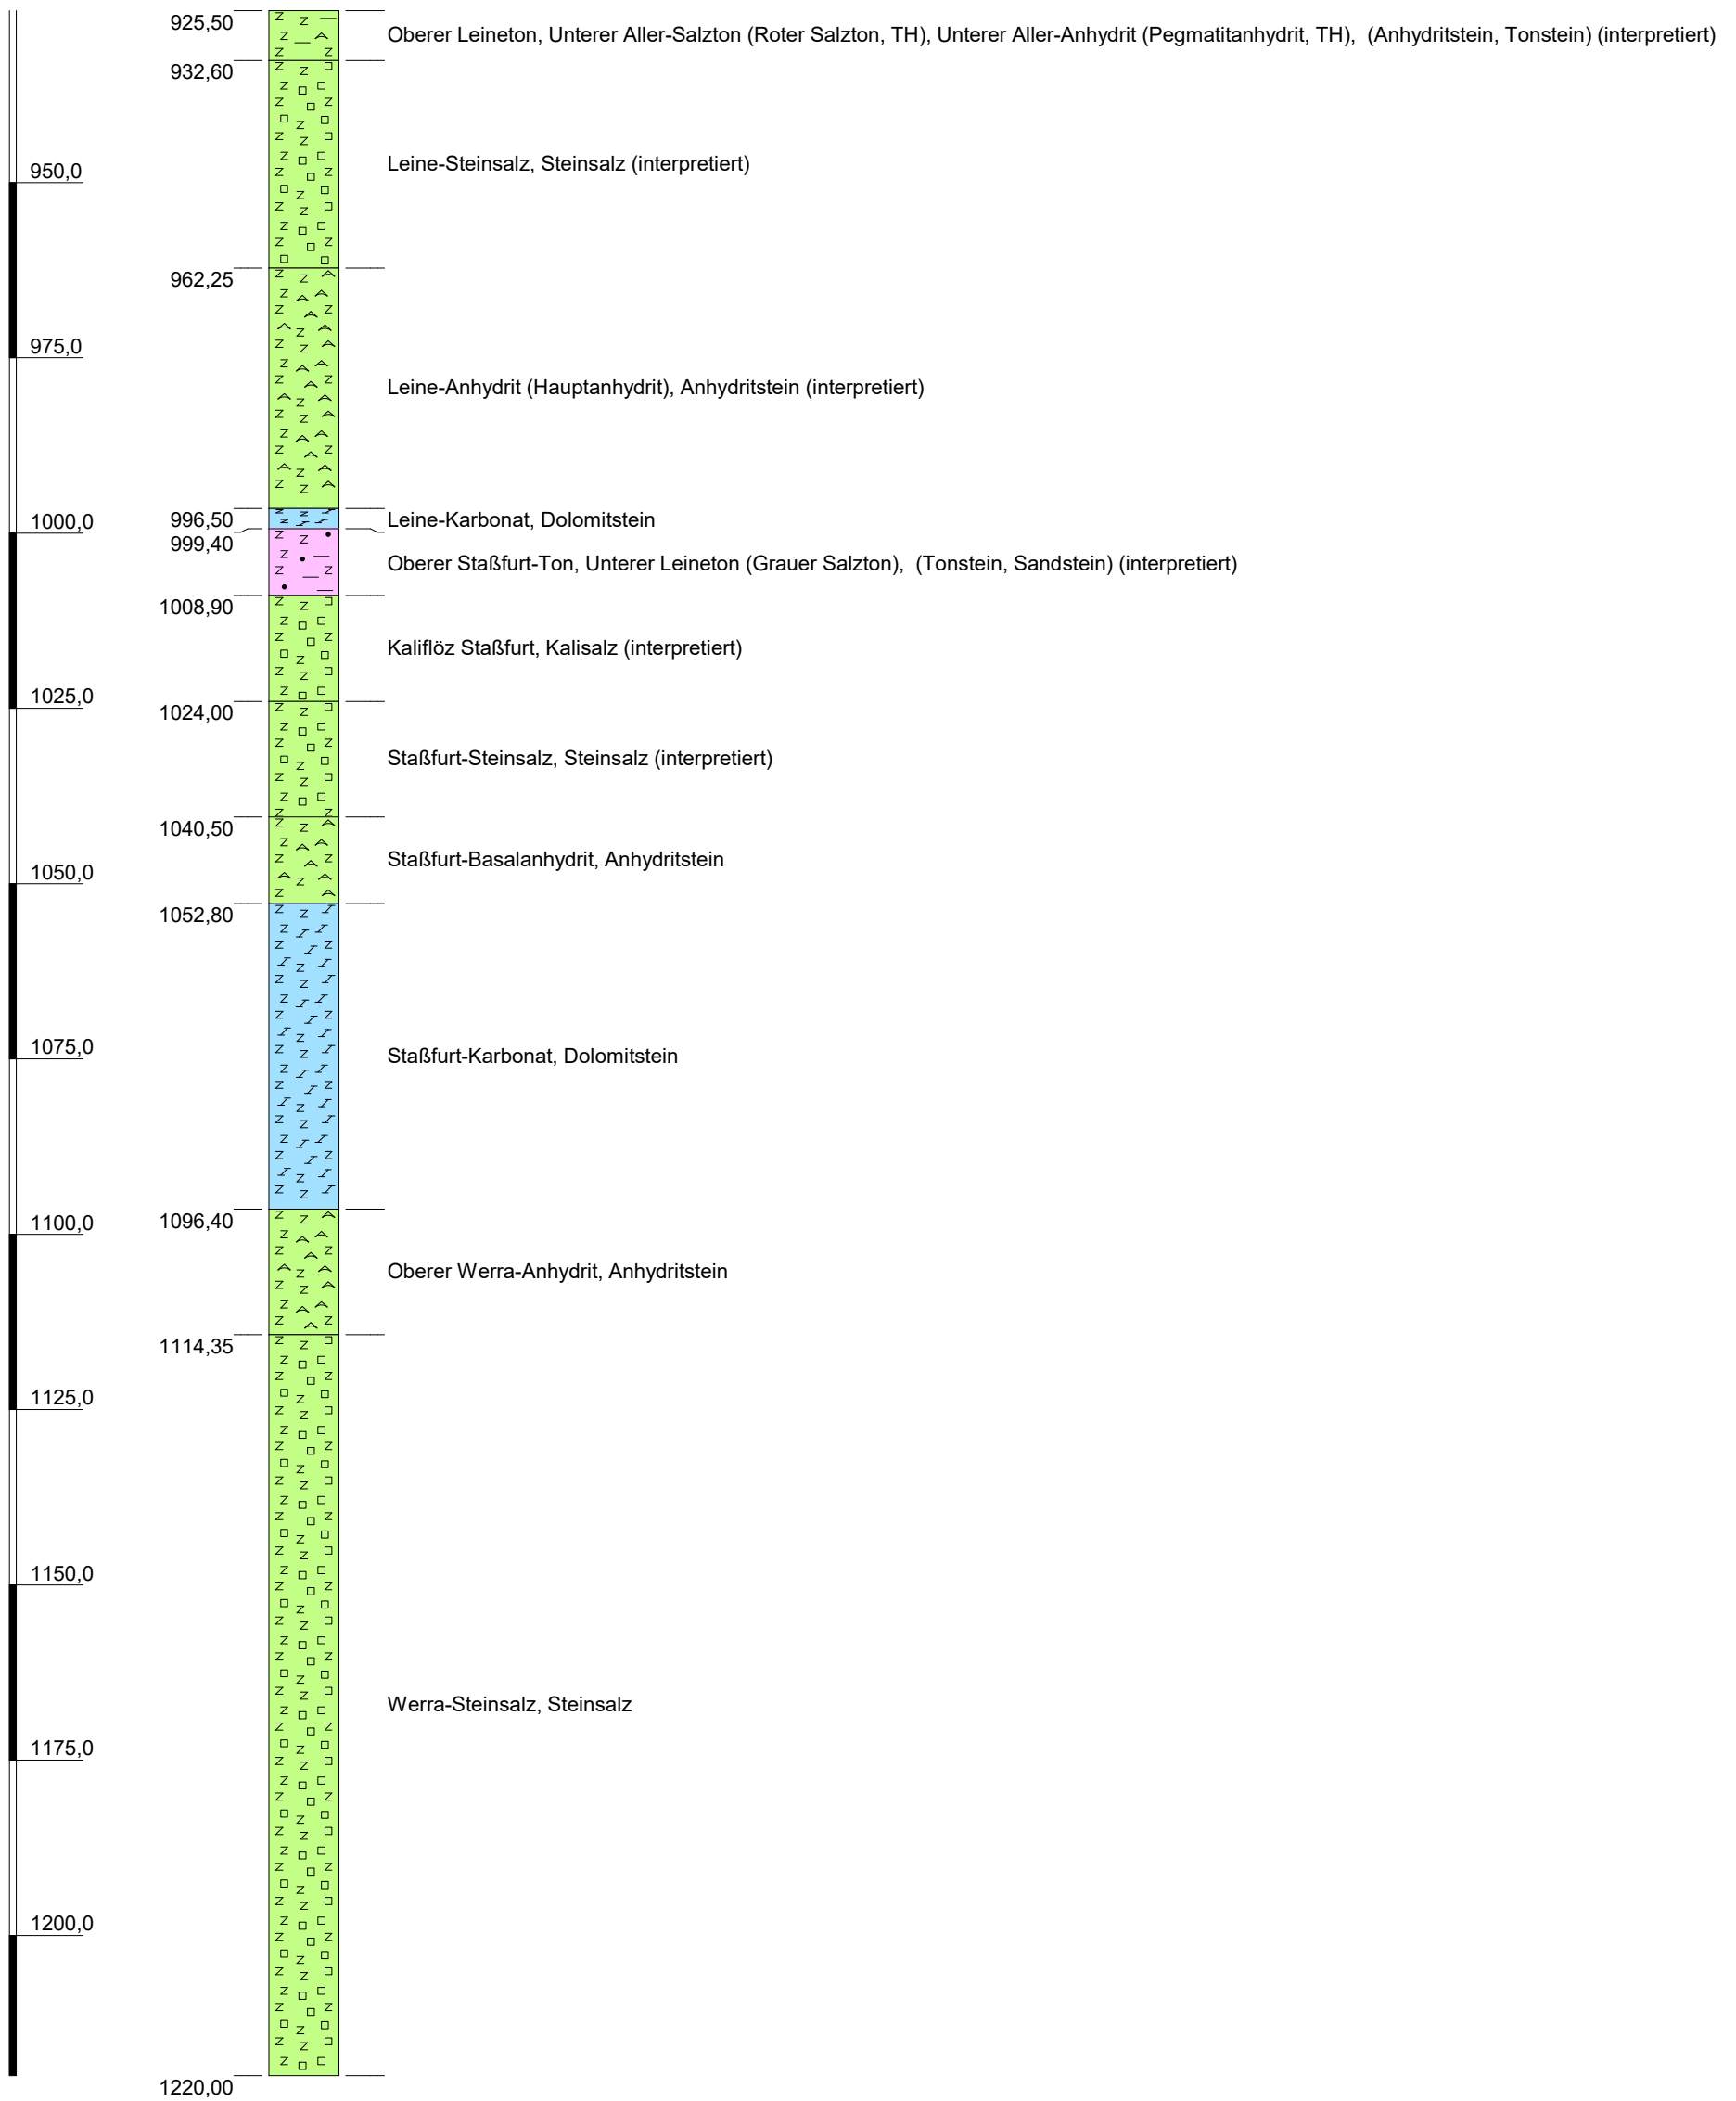 925,50
Oberer Leineton, Unterer Aller-Salzton (Roter Salzton, TH), Unterer Aller-Anhydrit (Pegmatitanhydrit, TH),  (Anhydritstein, Tonstein) (interpretiert)
932,60
Leine-Steinsalz, Steinsalz (interpretiert)
950,0
962,25
975,0
Leine-Anhydrit (Hauptanhydrit), Anhydritstein (interpretiert)
996,50
Leine-Karbonat, Dolomitstein
1000,0
999,40
Oberer Staßfurt-Ton, Unterer Leineton (Grauer Salzton),  (Tonstein, Sandstein) (interpretiert)
1008,90
Kaliflöz Staßfurt, Kalisalz (interpretiert)
1025,0
1024,00
Staßfurt-Steinsalz, Steinsalz (interpretiert)
1040,50
Staßfurt-Basalanhydrit, Anhydritstein
1050,0
1052,80
1075,0
Staßfurt-Karbonat, Dolomitstein
1096,40
1100,0
Oberer Werra-Anhydrit, Anhydritstein
1114,35
1125,0
1150,0
Werra-Steinsalz, Steinsalz
1175,0
1200,0
1220,00